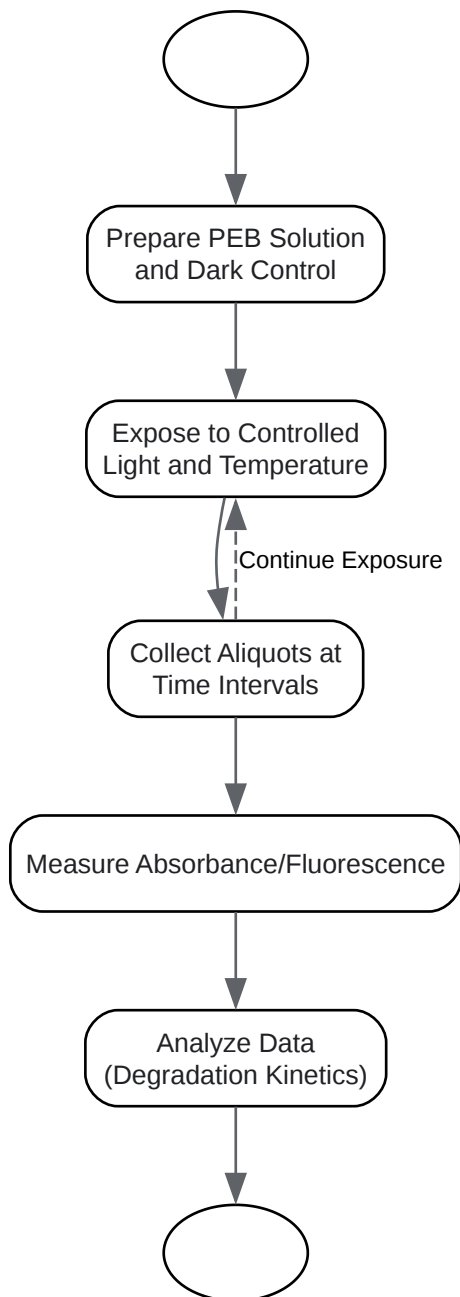 Prepare PEB Solution
and Dark Control
Expose to Controlled
Light and Temperature
Continue Exposure
Collect Aliquots at
Time Intervals
Measure Absorbance/Fluorescence
Analyze Data
(Degradation Kinetics)